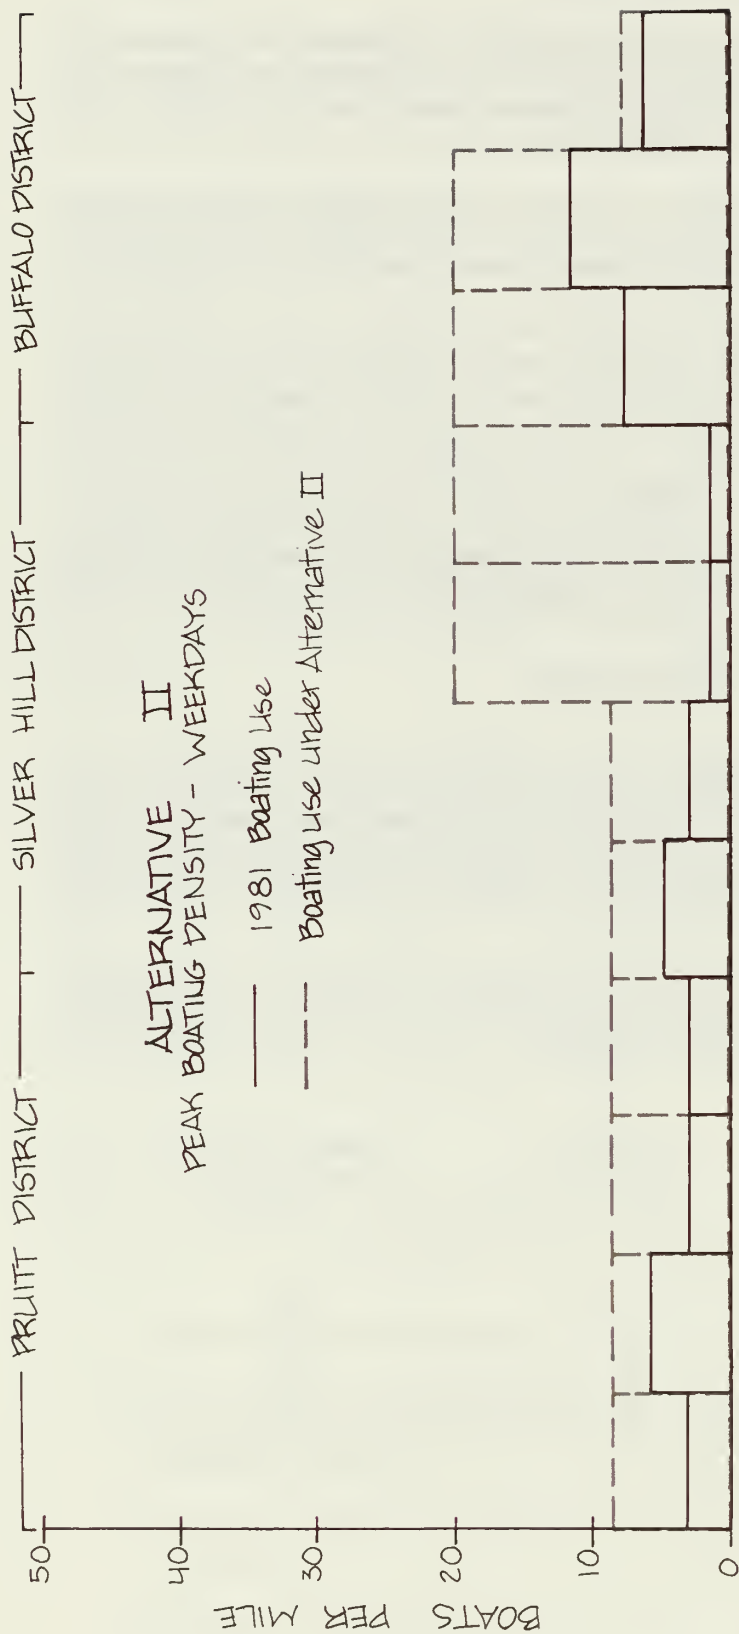 PRUITT DISTRICT SILVER HILL DISTRICT BUFFALO DISTRICT
ALTERNATIVE II
PEAK BOATING DENSITY - WEEKDAYS
1981 Boating Use
Boating Use Under Alternative II
BOATS PER MILE
50
40
30
20
10
0